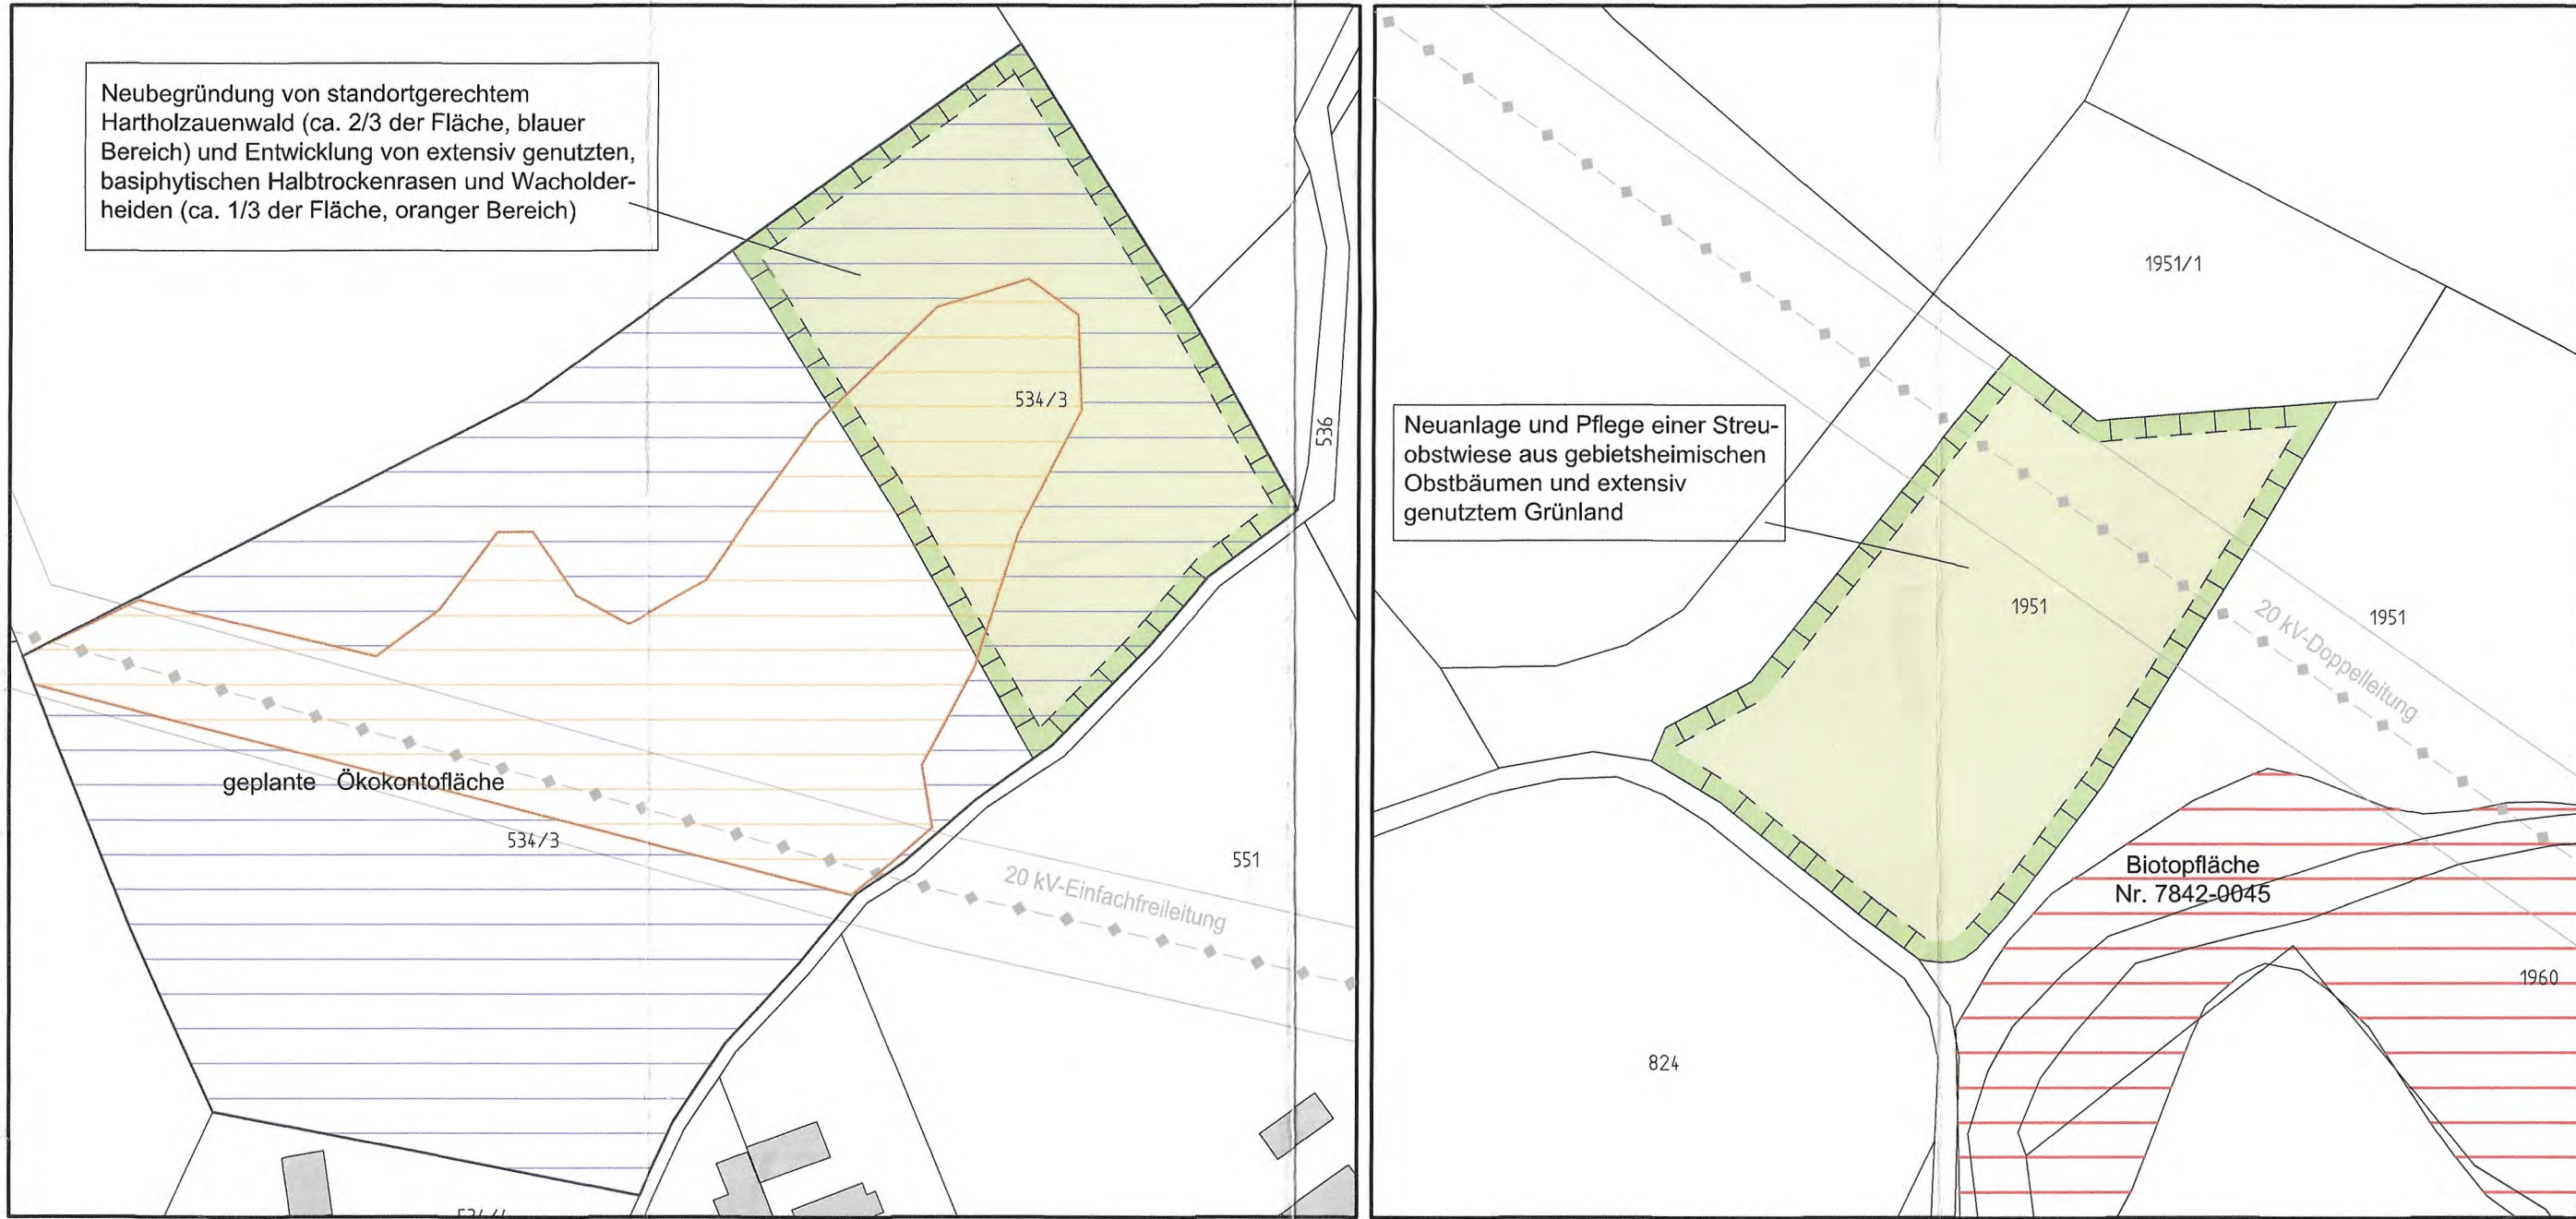 Neubegründung von standortgerechtem
Hartholzauenwald (ca. 2/3 der Fläche, blauer
Bereich) und Entwicklung von extensiv genutzten,
basiphytischen Halbtrockenrasen und Wacholder-
heiden (ca. 1/3 der Fläche, oranger Bereich)
534/3
536
geplante Ökokontofläche
534/3
551
20 kV-Einfachfreileitung
1951/1
Neuanlage und Pflege einer Streu-
obstwiese aus gebietsheimischen
Obstbäumen und extensiv
genutztem Grünland
1951
1951
20 kV-Doppelleitung
Biotopfläche
Nr. 7842-0045
1960
824